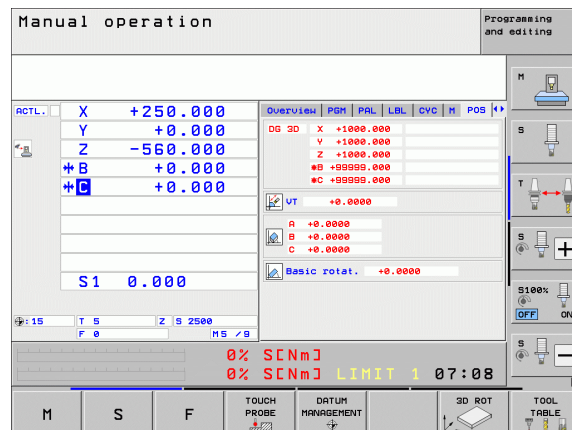 Manual operation
Programming and editing
ACTL. X +250.000
Y +0.000
Z -560.000
B +0.000
C +0.000
S1 0.000
:15 T 5 Z S 2500
F 0 M5 /9
Overview PGM PAL LBL CYC M POS
DG 3D X +1000.000
Y +1000.000
Z +1000.000
*B +99999.000
*C +99999.000
VT +0.0000
A +0.0000
B +0.0000
C +0.0000
Basic rotat. +0.0000
0% S[Nm]
0% S[Nm] LIMIT 1 07:08
M
S
T
S +
S100%
OFF ON
S -
M S F TOUCH PROBE DATUM MANAGEMENT 3D ROT TOOL TABLE